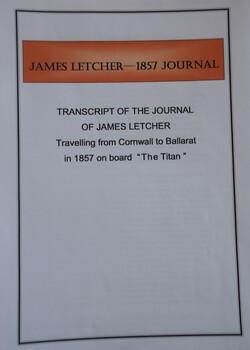 JAMES LETCHER—1857 JOURNAL
TRANSCRIPT OF THE JOURNAL
OF JAMES LETCHER
Travelling from Cornwall to Ballarat
in 1857 on board "The Titan"